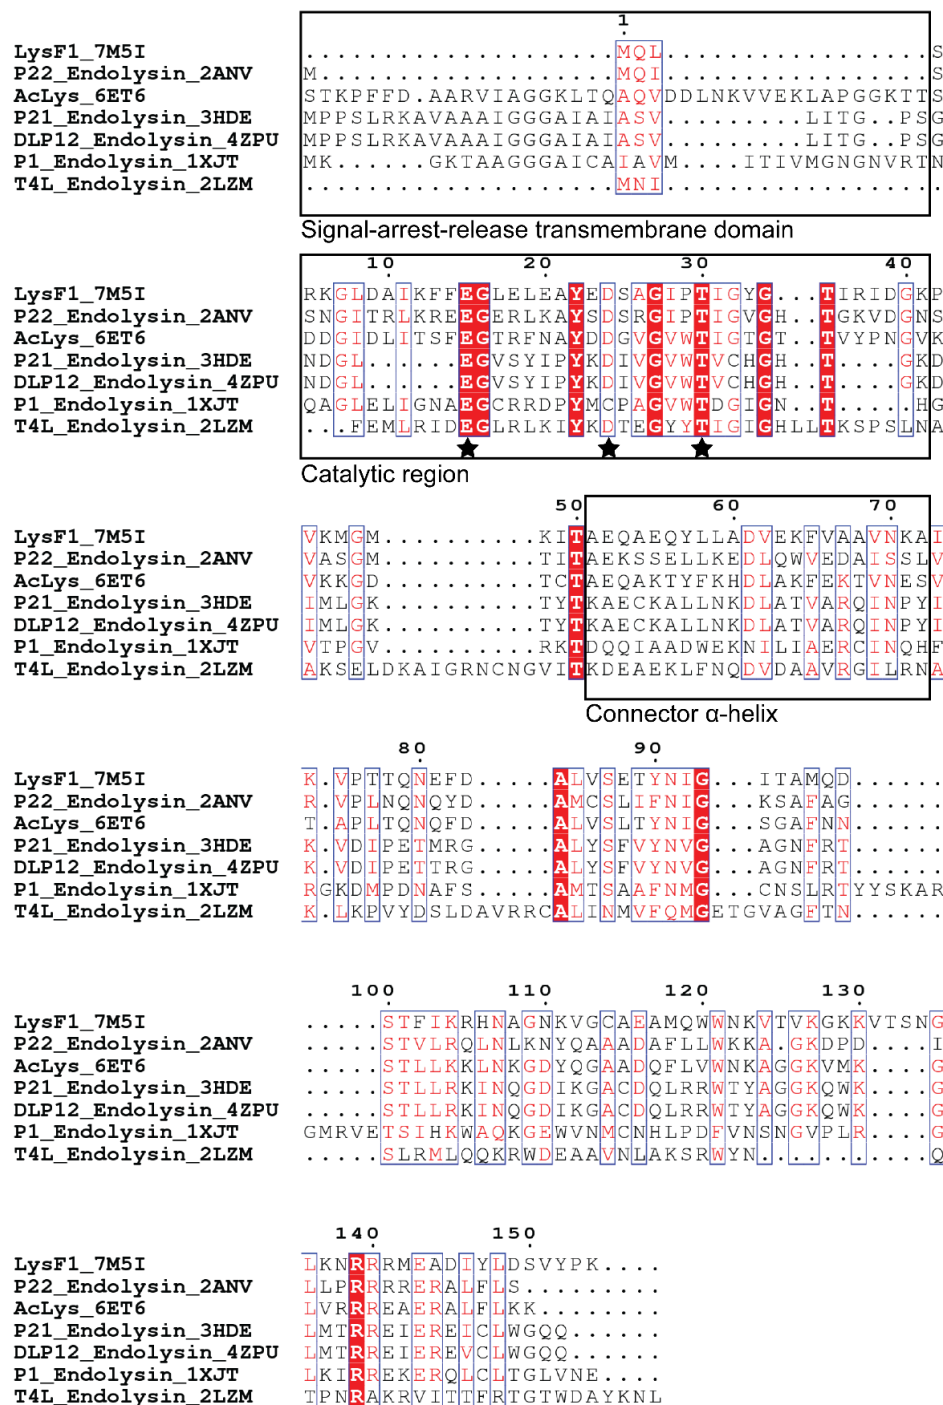 1
LysF1_7M5I ....................MQL.................S
P22_Endolysin_2ANV M...................MQI.................S
AcLys_6ET6 STKPFFD.AARVIAGGKLTQAQVDDLNKVVEKLAPGGKTTS
P21_Endolysin_3HDE MPPSLRKAVAAAIGGGAIAIASV.........LITG..PSG
DLP12_Endolysin_4ZPU MPPSLRKAVAAAIGGGAIAIASV.........LITG..PSG
P1_Endolysin_1XJT MK......GKTAAGGGAICAIAVM....ITIVMGNGNVRTN
T4L_Endolysin_2LZM ....................MNI..................
Signal-arrest-release transmembrane domain
10 20 30 40
LysF1_7M5I RKGLDAIKFFEGLELEAYEDSAGIPTIGYG...TIRIDGKP
P22_Endolysin_2ANV SNGITRLKREEGERLKAYSDSRGIPTIGVGH..TGKVDGNS
AcLys_6ET6 DDGIDLITSFEGTRFNAYDDGVGVWTIGTGT..TVYPNGVK
P21_Endolysin_3HDE NDGL.....EGVSYIPYKDIVGVWTVCHGH..T....GKD
DLP12_Endolysin_4ZPU NDGL.....EGVSYIPYKDIVGVWTVCHGH..T....GKD
P1_Endolysin_1XJT QAGLELIGNAEGCRRDPYMCPAGVWTDGIGN..T.....HG
T4L_Endolysin_2LZM ...FEMLRIDEGLRLKIYKDTEGYYTIGIGHLLTKSPSLNA
Catalytic region
50 60 70
LysF1_7M5I VKMGM..........KITAEQAEQYLLADVEKFVAAVNKAI
P22_Endolysin_2ANV VASGM..........TITAEKSSELLKEDLQWVEDAISSLV
AcLys_6ET6 VKKGD..........TCTAEQAKTYFKHDLAKFEKTVNESV
P21_Endolysin_3HDE IMLGK..........TYTKAECKALLNKDLATVARQINPYI
DLP12_Endolysin_4ZPU IMLGK..........TYTKAECKALLNKDLATVARQINPYI
P1_Endolysin_1XJT VTPGV..........RKTDQQIAADWEKNILIAERCINQHF
T4L_Endolysin_2LZM AKSELDKAIGRNCNGVITKDEAEKLFNQDVDAAVRGILRNA
Connector α-helix
80 90
LysF1_7M5I K.VPTTQNEFD.....ALVSETYNIG...ITAMQD......
P22_Endolysin_2ANV R.VPLNQNQYD.....AMCSLIFNIG...KSAFAG......
AcLys_6ET6 T.APLTQNQFD.....ALVSLTYNIG...SGAFNN......
P21_Endolysin_3HDE K.VDIPETMRG.....ALYSFVYNVG...AGNFRT......
DLP12_Endolysin_4ZPU K.VDIPETTRG.....ALYSFVYNVG...AGNFRT......
P1_Endolysin_1XJT RGKDMPDNAFS.....AMTSAAFNMG...CNSLRTYYSKAR
T4L_Endolysin_2LZM K.LKPVYDSLDAVRRCALINMVFQMGETGVAGFTN......
100 110 120 130
LysF1_7M5I .....STFIKRHNAGNKVGCAEAMQWWNKVTVKGKKVTSNG
P22_Endolysin_2ANV .....STVLRQLNLKNYQAAADAFLLWKKA.GKDPD....I
AcLys_6ET6 .....STLLKKLNKGDYQGAADQFLVWNKAGGKVMK....G
P21_Endolysin_3HDE .....STLLRKINQGDIKGACDQLRRWTYAGGKQWK....G
DLP12_Endolysin_4ZPU .....STLLRKINQGDIKGACDQLRRWTYAGGKQWK....G
P1_Endolysin_1XJT GMRVETSIHKWAQKGEWVNMCNHLPDFVNSNGVPLR....G
T4L_Endolysin_2LZM .....SLRMLQQKRWDEAAVNLAKSRWYN...........Q
140 150
LysF1_7M5I LKNRRRMEADIYLDSVYPK....
P22_Endolysin_2ANV LLPRRRRERALFLS.........
AcLys_6ET6 LVRRREAERALFLKK........
P21_Endolysin_3HDE LMTRREIEREICLWGQQ......
DLP12_Endolysin_4ZPU LMTRREIEREVCLWGQQ......
P1_Endolysin_1XJT LKIRREKERQLCLTGLVNE....
T4L_Endolysin_2LZM TPNRAKRVITTFRTGTWDAYKNL